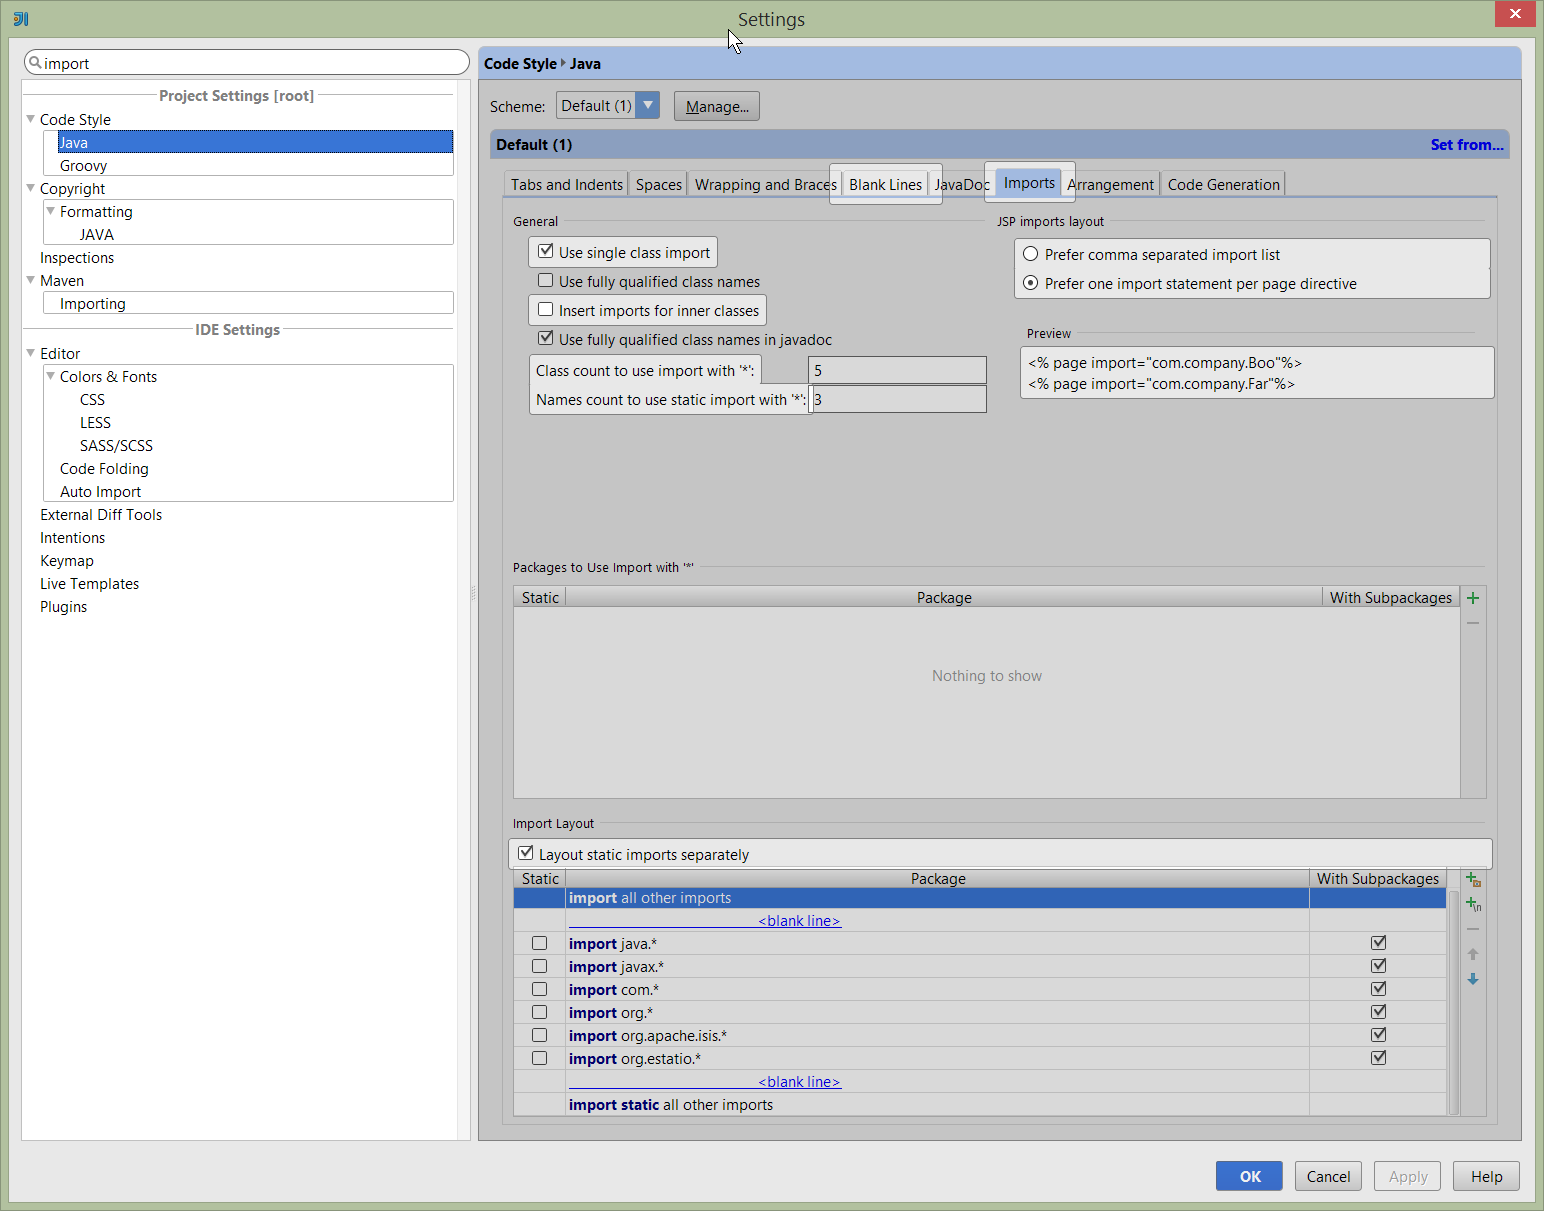 Settings
import
Project Settings [root]
Code Style
Java
Groovy
Copyright
Formatting
JAVA
Inspections
Maven
Importing
IDE Settings
Editor
Colors & Fonts
CSS
LESS
SASS/SCSS
Code Folding
Auto Import
External Diff Tools
Intentions
Keymap
Live Templates
Plugins
Code Style Java
Scheme: Default (1) Manage...
Default (1) Set from...
Tabs and Indents Spaces Wrapping and Braces Blank Lines JavaDoc Imports Arrangement Code Generation
General
Use single class import
Use fully qualified class names
Insert imports for inner classes
Use fully qualified class names in javadoc
Class count to use import with '*': 5
Names count to use static import with '*': 3
JSP imports layout
Prefer comma separated import list
Prefer one import statement per page directive
Preview
<% page import="com.company.Boo"%>
<% page import="com.company.Far"%>
Packages to Use Import with '*'
Static Package With Subpackages
Nothing to show
Import Layout
Layout static imports separately
Static Package With Subpackages
import all other imports
<blank line>
import java.*
import javax.*
import com.*
import org.*
import org.apache.isis.*
import org.estatio.*
<blank line>
import static all other imports
OK Cancel Apply Help